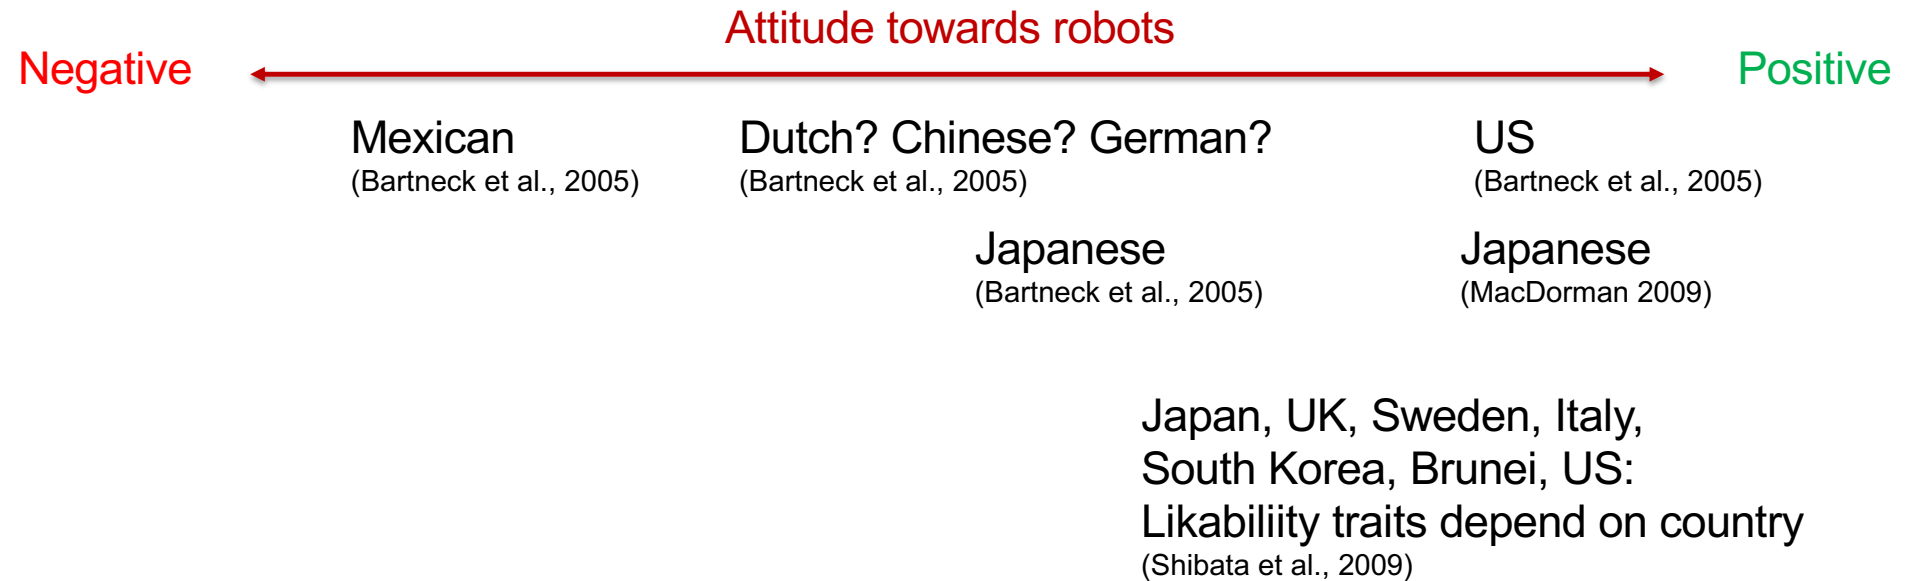 Attitude towards robots
Negative
Positive
Mexican
(Bartneck et al., 2005)
Dutch? Chinese? German?
(Bartneck et al., 2005)
US
(Bartneck et al., 2005)
Japanese
(Bartneck et al., 2005)
Japanese
(MacDorman 2009)
Japan, UK, Sweden, Italy,
South Korea, Brunei, US:
Likabiliity traits depend on country
(Shibata et al., 2009)